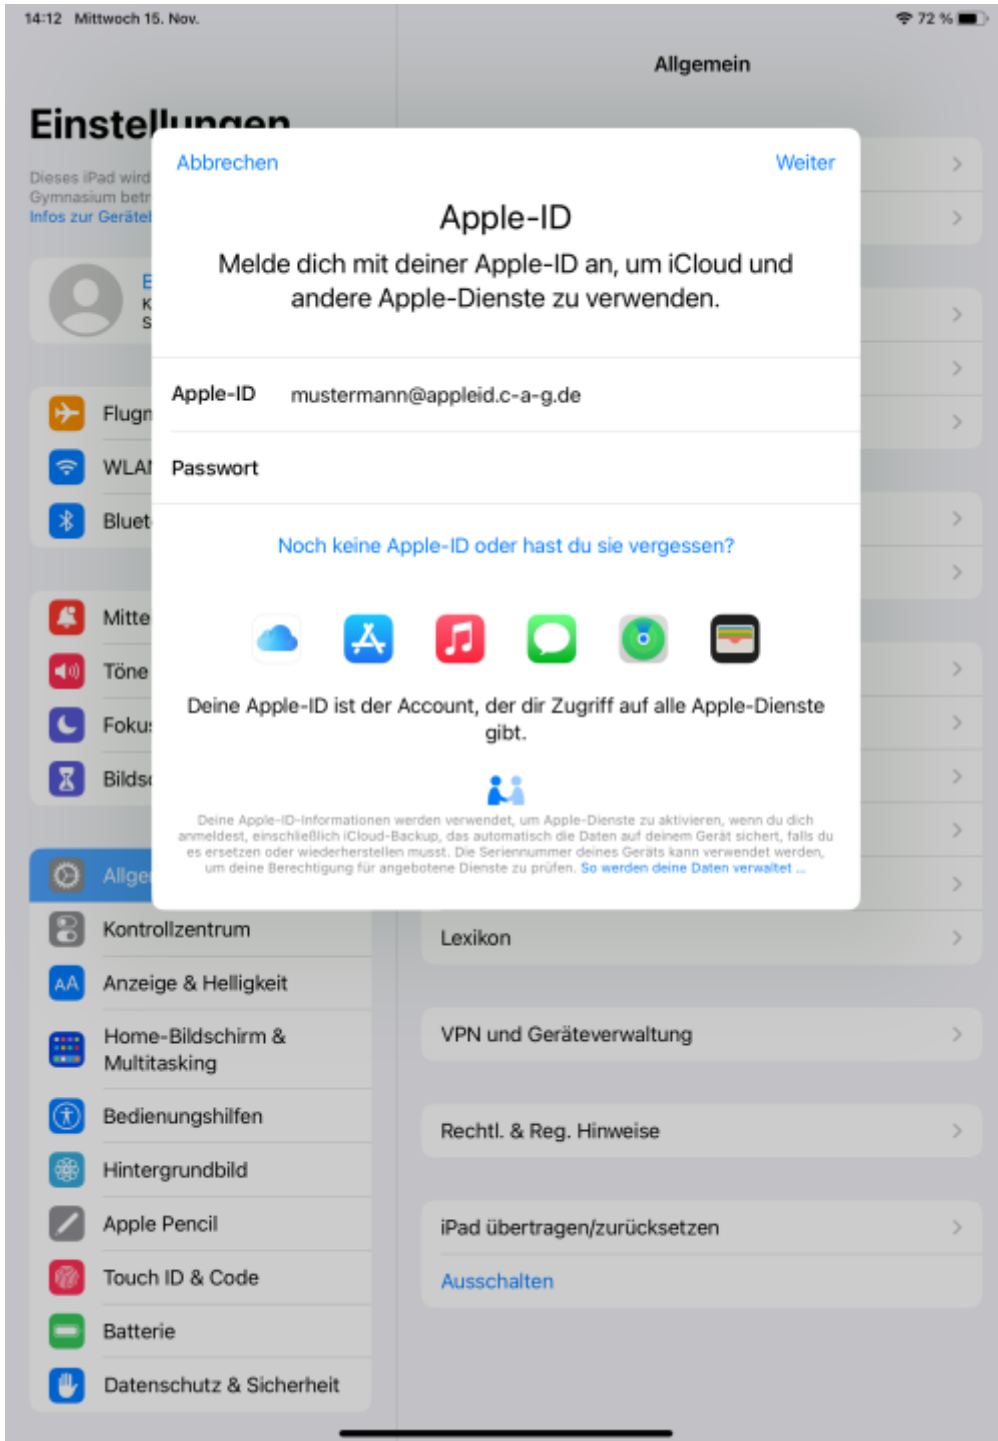 14:12 Mittwoch 15. Nov.
72 %
Allgemein
Einstellungen
Dieses iPad wird
Gymnasium betr
Infos zur Gerätel
Abbrechen
Weiter
Apple-ID
Melde dich mit deiner Apple-ID an, um iCloud und
andere Apple-Dienste zu verwenden.
Apple-ID mustermann@appleid.c-a-g.de
Passwort
Noch keine Apple-ID oder hast du sie vergessen?
Deine Apple-ID ist der Account, der dir Zugriff auf alle Apple-Dienste
gibt.
Deine Apple-ID-Informationen werden verwendet, um Apple-Dienste zu aktivieren, wenn du dich
anmeldest, einschließlich iCloud-Backup, das automatisch die Daten auf deinem Gerät sichert, falls du
es ersetzen oder wiederherstellen musst. Die Seriennummer deines Geräts kann verwendet werden,
um deine Berechtigung für angebotene Dienste zu prüfen. So werden deine Daten verwaltet ...
Flugm
WLAN
Bluet
Mitte
Töne
Fokus
Bildsc
Allge
Kontrollzentrum
Anzeige & Helligkeit
Home-Bildschirm &
Multitasking
Bedienungshilfen
Hintergrundbild
Apple Pencil
Touch ID & Code
Batterie
Datenschutz & Sicherheit
Lexikon
VPN und Geräteverwaltung
Rechtl. & Reg. Hinweise
iPad übertragen/zurücksetzen
Ausschalten